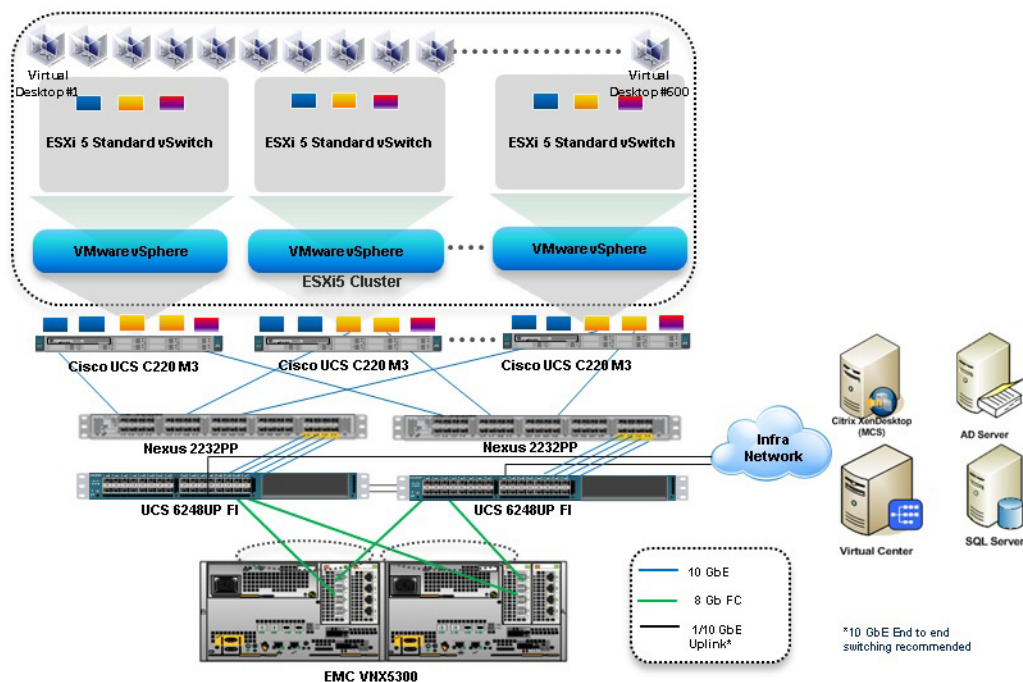 Virtual
Desktop #1
Virtual
Desktop #600
ESXi 5 Standard vSwitch
ESXi 5 Standard vSwitch
ESXi 5 Standard vSwitch
VMware vSphere
VMware vSphere
VMware vSphere
ESXi5 Cluster
Cisco UCS C220 M3
Cisco UCS C220 M3
Cisco UCS C220 M3
Nexus 2232PP
Nexus 2232PP
Infra
Network
Citrix XenDesktop
(MCS)
AD Server
UCS 6248UP FI
UCS 6248UP FI
Virtual Center
SQL Server
10 GbE
8 Gb FC
1/10 GbE
Uplink*
*10 GbE End to end
switching recommended
EMC VNX5300